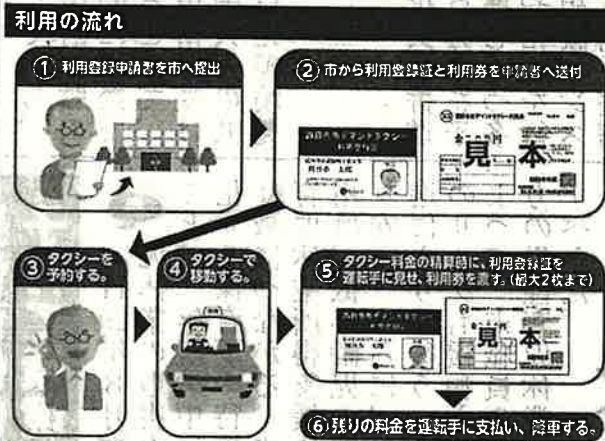 利用の流れ
① 利用登録申請書を市へ提出
② 市から利用登録証と利用券を申請者へ送付
見本
③ タクシーを
予約する。
④ タクシーで
移動する。
⑤ タクシー料金の精算時に、利用登録証を
運転手に見せ、利用券を渡す。(最大2枚まで)
見本
⑥ 残りの料金を運転手に支払い、降車する。